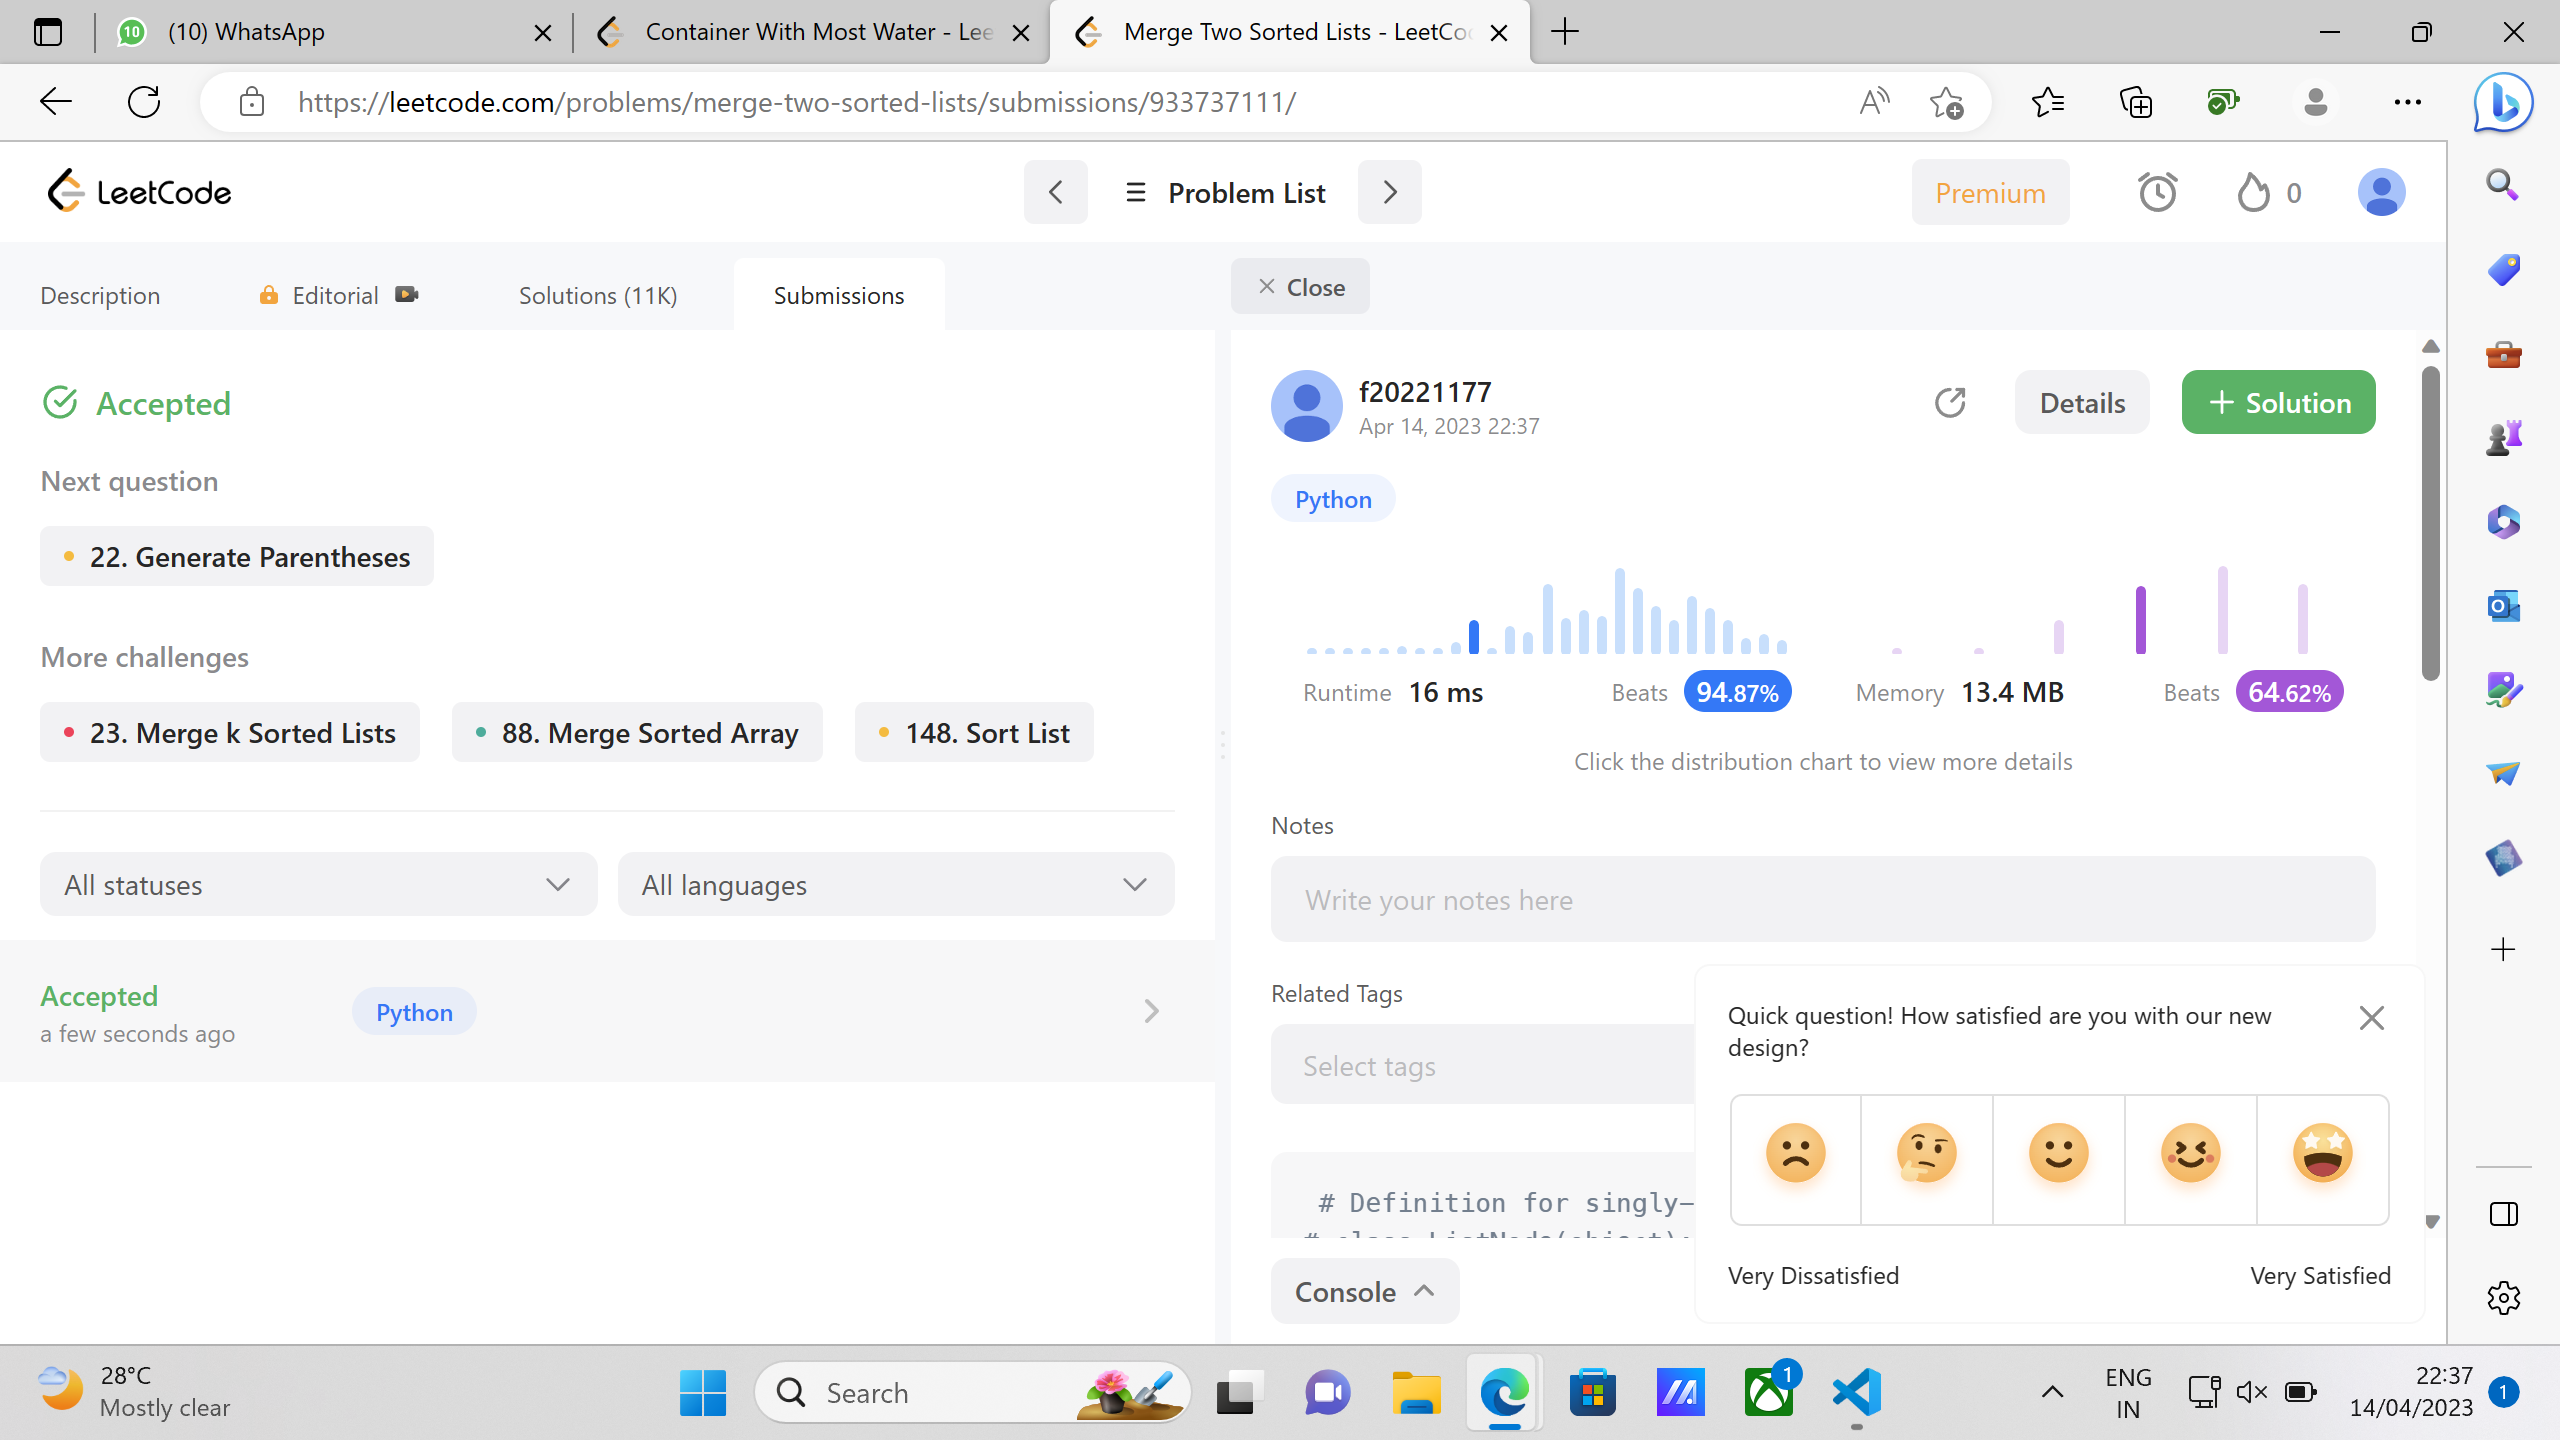 10 (10) WhatsApp
Container With Most Water - Lee
Merge Two Sorted Lists - LeetCo
https://leetcode.com/problems/merge-two-sorted-lists/submissions/933737111/
LeetCode
Problem List
Premium
0
Description
Editorial
Solutions (11K)
Submissions
Close
Accepted
Next question
22. Generate Parentheses
More challenges
23. Merge k Sorted Lists
88. Merge Sorted Array
148. Sort List
All statuses
All languages
Accepted
a few seconds ago
Python
f20221177
Apr 14, 2023 22:37
Details
Solution
Python
Runtime 16 ms Beats 94.87%
Memory 13.4 MB Beats 64.62%
Click the distribution chart to view more details
Notes
Write your notes here
Related Tags
Select tags
# Definition for singly-
# class ListNode(object):
Console
Quick question! How satisfied are you with our new
design?
Very Dissatisfied
Very Satisfied
28°C
Mostly clear
Search
1
ENG
IN
22:37
14/04/2023
1